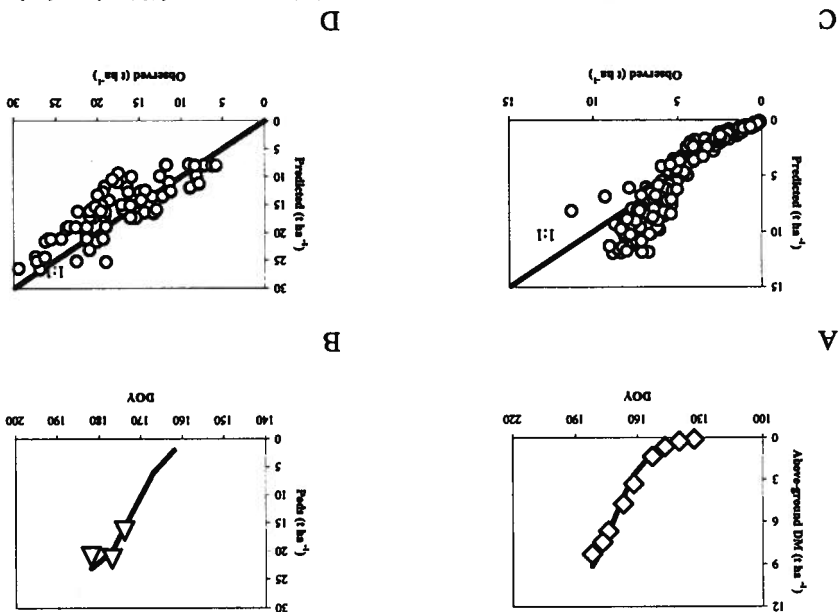 12
9
6
3
0
Above-ground DM (t ha⁻¹)
100 130 160 190 220
DOY
A
30
25
20
15
10
5
0
Pods (t ha⁻¹)
140 150 160 170 180 190 200
DOY
B
15
10
5
0
Predicted (t ha⁻¹)
1:1
0 5 10 15
Observed (t ha⁻¹)
C
30
25
20
15
10
5
0
Predicted (t ha⁻¹)
1:1
0 5 10 15 20 25 30
Observed (t ha⁻¹)
D